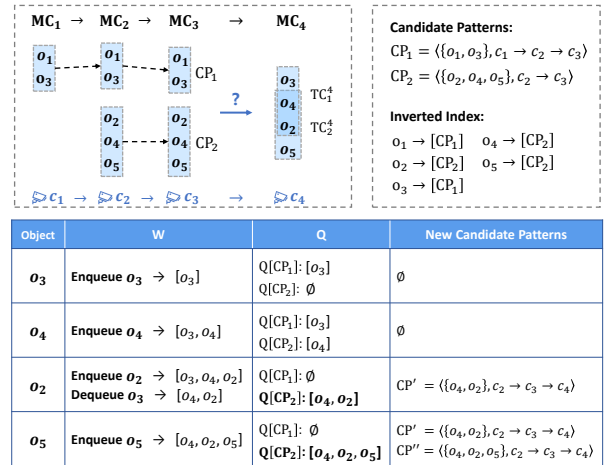 MC₁ → MC₂ → MC₃ → MC₄
o₁
o₃
o₁
o₃
o₁
o₃
CP₁
o₂
o₄
o₅
o₂
o₄
o₅
CP₂
?
o₃
o₄
o₂
o₅
TC₁⁴
TC₂⁴
c₁ → c₂ → c₃ → c₄
Candidate Patterns:
CP₁ = ⟨{o₁, o₃}, c₁ → c₂ → c₃⟩
CP₂ = ⟨{o₂, o₄, o₅}, c₂ → c₃⟩
Inverted Index:
o₁ → [CP₁] o₄ → [CP₂]
o₂ → [CP₂] o₅ → [CP₂]
o₃ → [CP₁]
Object W Q New Candidate Patterns
o₃
Enqueue o₃ → [o₃]
Q[CP₁]: [o₃]
Q[CP₂]: ∅
∅
o₄
Enqueue o₄ → [o₃, o₄]
Q[CP₁]: [o₃]
Q[CP₂]: [o₄]
∅
o₂
Enqueue o₂ → [o₃, o₄, o₂]
Dequeue o₃ → [o₄, o₂]
Q[CP₁]: ∅
Q[CP₂]: [o₄, o₂]
CP′ = ⟨{o₄, o₂}, c₂ → c₃ → c₄⟩
o₅
Enqueue o₅ → [o₄, o₂, o₅]
Q[CP₁]: ∅
Q[CP₂]: [o₄, o₂, o₅]
CP′ = ⟨{o₄, o₂}, c₂ → c₃ → c₄⟩
CP′′ = ⟨{o₄, o₂, o₅}, c₂ → c₃ → c₄⟩